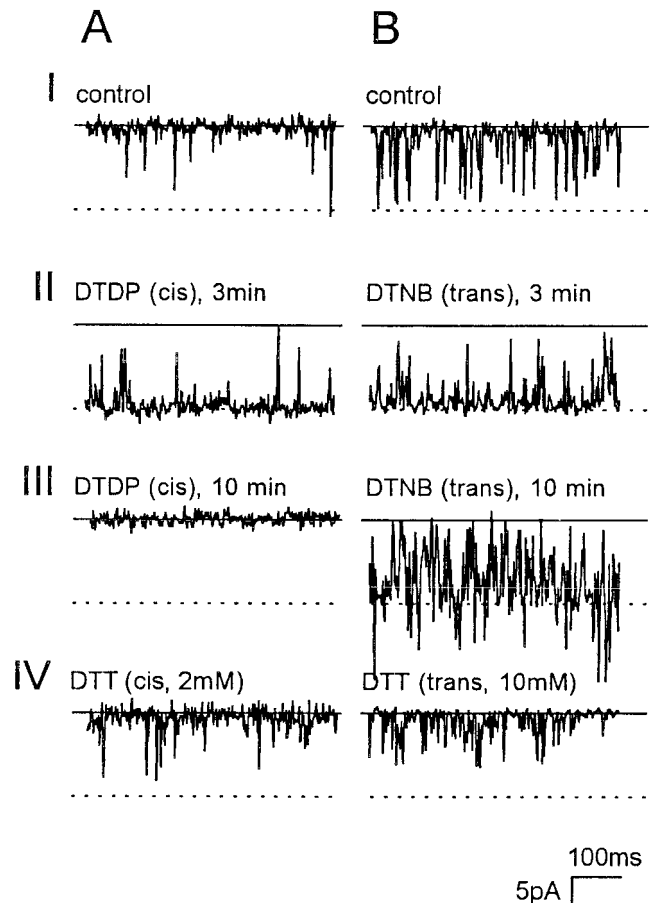 A B
I control control
II DTDP (cis), 3min DTNB (trans), 3 min
III DTDP (cis), 10 min DTNB (trans), 10 min
IV DTT (cis, 2mM) DTT (trans, 10mM)
100ms
5pA